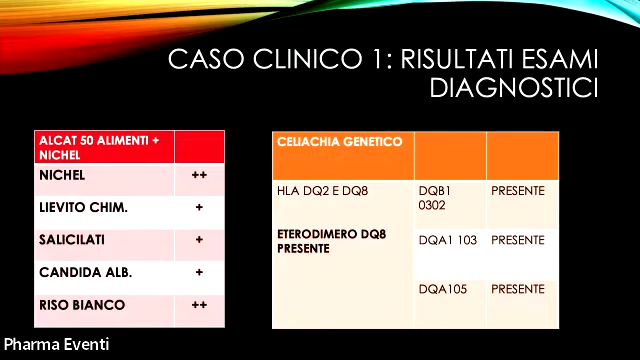 CASO CLINICO 1: RISULTATI ESAMI
DIAGNOSTICI
ALCAT 50 ALIMENTI +
NICHEL
NICHEL ++
LIEVITO CHIM. +
SALICILATI +
CANDIDA ALB. +
RISO BIANCO ++
CELIACHIA GENETICO
HLA DQ2 E DQ8 DQB1 PRESENTE
0302
ETERODIMERO DQ8
PRESENTE
DQA1 103 PRESENTE
DQA105 PRESENTE
Pharma Eventi